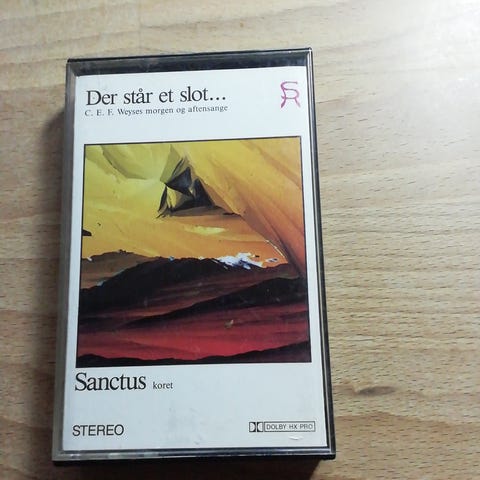 Der står et slot...
C. E. F. Weyses morgen og aftensange
Sanctus koret
STEREO
DOLBY HX PRO